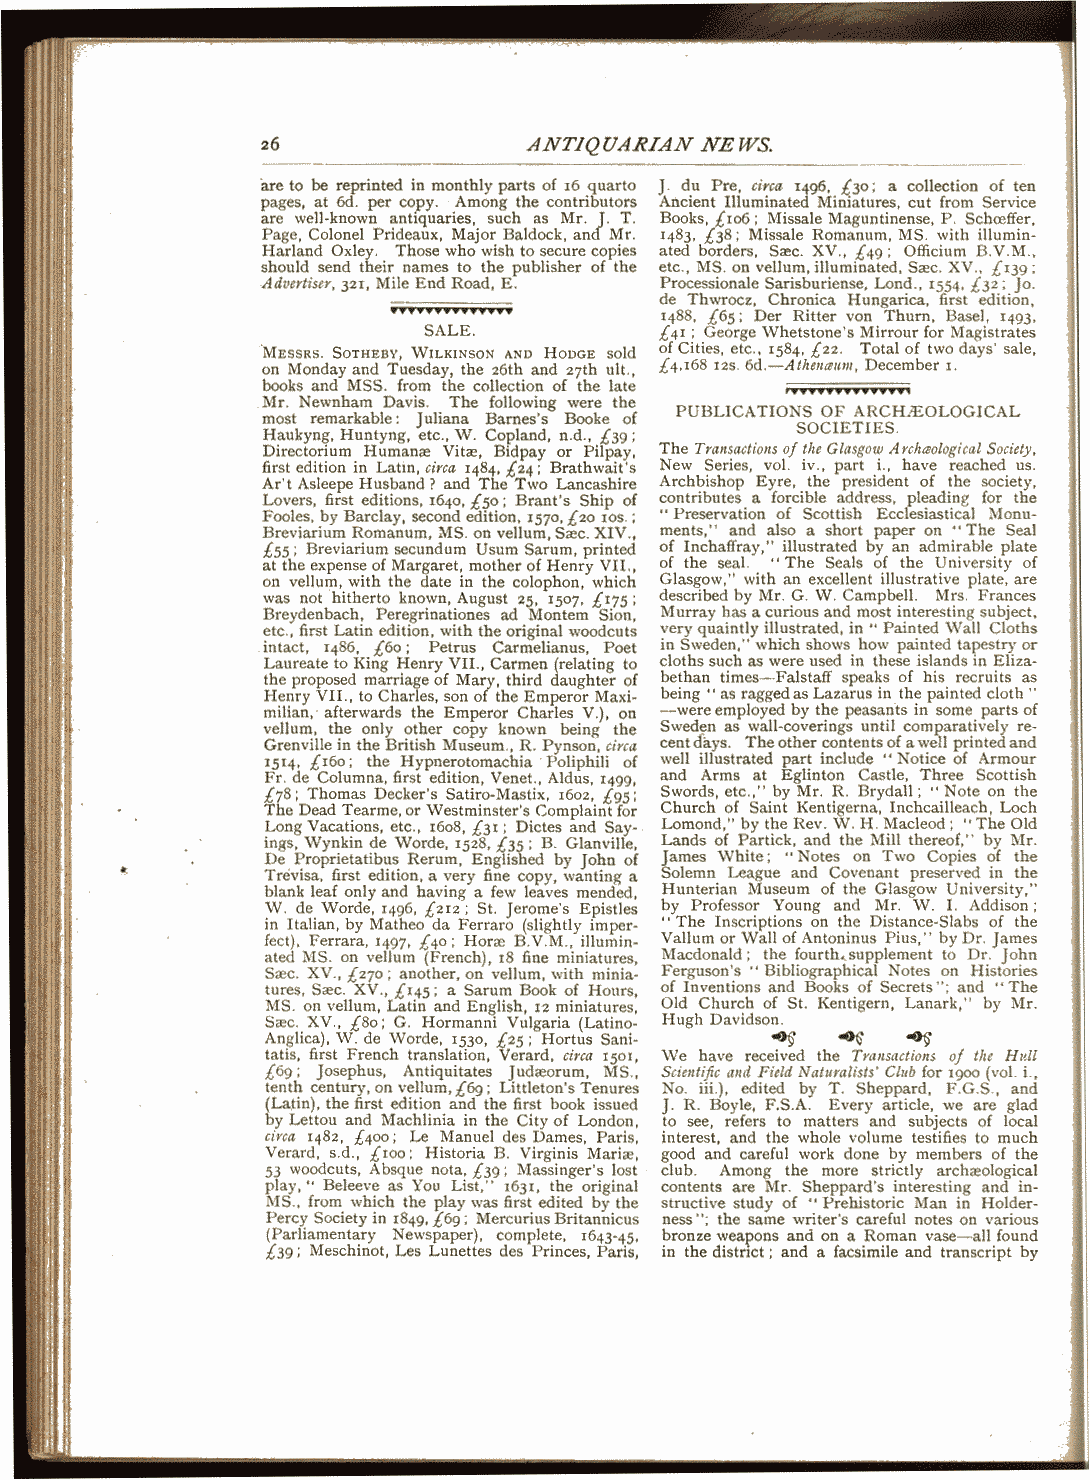 26
ANTIQUARIAN NEWS.
are to be reprinted in monthly parts of 16 quarto
pages, at 6d. per copy. Among the contributors
are well-known antiquaries, such as Mr. J. T.
Page, Colonel Prideaux, Major Baldock, and Mr.
Harland Oxley. Those who wish to secure copies
should send their names to the publisher of the
Advertiser, 321, Mile End Road, E.
SALE.
MESSRS. SOTHEBY, WILKINSON AND HODGE sold
on Monday and Tuesday, the 26th and 27th ult.,
books and MSS. from the collection of the late
Mr. Newnham Davis. The following were the
most remarkable: Juliana Barnes's Booke of
Haukyng, Huntyng, etc., W. Copland, n.d., £39;
Directorium Humanæ Vitæ, Bidpay or Pilpay,
first edition in Latin, circa 1484, £24; Brathwait's
Ar't Asleepe Husband? and The Two Lancashire
Lovers, first editions, 1640, £50; Brant's Ship of
Fooles, by Barclay, second edition, 1570, £20 10s.;
Breviarium Romanum, MS. on vellum, Sæc. XIV.,
£55; Breviarium secundum Usum Sarum, printed
at the expense of Margaret, mother of Henry VII.,
on vellum, with the date in the colophon, which
was not hitherto known, August 25, 1507, £175;
Breydenbach, Peregrinationes ad Montem Sion,
etc., first Latin edition, with the original woodcuts
intact, 1486, £60; Petrus Carmelianus, Poet
Laureate to King Henry VII., Carmen (relating to
the proposed marriage of Mary, third daughter of
Henry VII., to Charles, son of the Emperor Maxi-
milian, afterwards the Emperor Charles V.), on
vellum, the only other copy known being the
Grenville in the British Museum., R. Pynson, circa
1514, £160; the Hypnerotomachia Poliphili of
Fr. de Columna, first edition, Venet., Aldus, 1499,
£78; Thomas Decker's Satiro-Mastix, 1602, £95;
The Dead Tearme, or Westminster's Complaint for
Long Vacations, etc., 1608, £31; Dictes and Say-
ings, Wynkin de Worde, 1528, £35; B. Glanville,
De Proprietatibus Rerum, Englished by John of
Trevisa, first edition, a very fine copy, wanting a
blank leaf only and having a few leaves mended,
W. de Worde, 1496, £212; St. Jerome's Epistles
in Italian, by Matheo da Ferraro (slightly imper-
fect), Ferrara, 1497, £40; Horæ B.V.M., illumin-
ated MS. on vellum (French), 18 fine miniatures,
Sæc. XV., £270; another, on vellum, with minia-
tures, Sæc. XV., £145; a Sarum Book of Hours,
MS. on vellum, Latin and English, 12 miniatures,
Sæc. XV., £80; G. Hormanni Vulgaria (Latino-
Anglica), W. de Worde, 1530, £25; Hortus Sani-
tatis, first French translation, Verard, circa 1501,
£69; Josephus, Antiquitates Judæorum, MS.,
tenth century, on vellum, £69; Littleton's Tenures
(Latin), the first edition and the first book issued
by Lettou and Machlinia in the City of London,
circa 1482, £400; Le Manuel des Dames, Paris,
Verard, s.d., £100; Historia B. Virginis Mariæ,
53 woodcuts, Absque nota, £39; Massinger's lost
play, "Beleeve as You List," 1631, the original
MS., from which the play was first edited by the
Percy Society in 1849, £69; Mercurius Britannicus
(Parliamentary Newspaper), complete, 1643-45,
£39; Meschinot, Les Lunettes des Princes, Paris,
J. du Pre, circa 1496, £30; a collection of ten
Ancient Illuminated Miniatures, cut from Service
Books, £106; Missale Maguntinense, P. Schœffer,
1483, £38; Missale Romanum, MS. with illumin-
ated borders, Sæc. XV., £49; Officium B.V.M.,
etc., MS. on vellum, illuminated, Sæc. XV., £139;
Processionale Sarisburiense, Lond., 1554, £32; Jo.
de Thwrocz, Chronica Hungarica, first edition,
1488, £65; Der Ritter von Thurn, Basel, 1493,
£41; George Whetstone's Mirrour for Magistrates
of Cities, etc., 1584, £22. Total of two days' sale,
£4,168 12s. 6d.—Athenæum, December 1.
PUBLICATIONS OF ARCHÆOLOGICAL
SOCIETIES.
The Transactions of the Glasgow Archæological Society,
New Series, vol. iv., part i., have reached us.
Archbishop Eyre, the president of the society,
contributes a forcible address, pleading for the
"Preservation of Scottish Ecclesiastical Monu-
ments," and also a short paper on "The Seal
of Inchaffray," illustrated by an admirable plate
of the seal. "The Seals of the University of
Glasgow," with an excellent illustrative plate, are
described by Mr. G. W. Campbell. Mrs. Frances
Murray has a curious and most interesting subject,
very quaintly illustrated, in "Painted Wall Cloths
in Sweden," which shows how painted tapestry or
cloths such as were used in these islands in Eliza-
bethan times—Falstaff speaks of his recruits as
being "as ragged as Lazarus in the painted cloth"
—were employed by the peasants in some parts of
Sweden as wall-coverings until comparatively re-
cent days. The other contents of a well printed and
well illustrated part include "Notice of Armour
and Arms at Eglinton Castle, Three Scottish
Swords, etc.," by Mr. R. Brydall; "Note on the
Church of Saint Kentigerna, Inchcailleach, Loch
Lomond," by the Rev. W. H. Macleod; "The Old
Lands of Partick, and the Mill thereof," by Mr.
James White; "Notes on Two Copies of the
Solemn League and Covenant preserved in the
Hunterian Museum of the Glasgow University,"
by Professor Young and Mr. W. I. Addison;
"The Inscriptions on the Distance-Slabs of the
Vallum or Wall of Antoninus Pius," by Dr. James
Macdonald; the fourth supplement to Dr. John
Ferguson's "Bibliographical Notes on Histories
of Inventions and Books of Secrets"; and "The
Old Church of St. Kentigern, Lanark," by Mr.
Hugh Davidson.
We have received the Transactions of the Hull
Scientific and Field Naturalists' Club for 1900 (vol. i.,
No. iii.), edited by T. Sheppard, F.G.S., and
J. R. Boyle, F.S.A. Every article, we are glad
to see, refers to matters and subjects of local
interest, and the whole volume testifies to much
good and careful work done by members of the
club. Among the more strictly archæological
contents are Mr. Sheppard's interesting and in-
structive study of "Prehistoric Man in Holder-
ness"; the same writer's careful notes on various
bronze weapons and on a Roman vase—all found
in the district; and a facsimile and transcript by